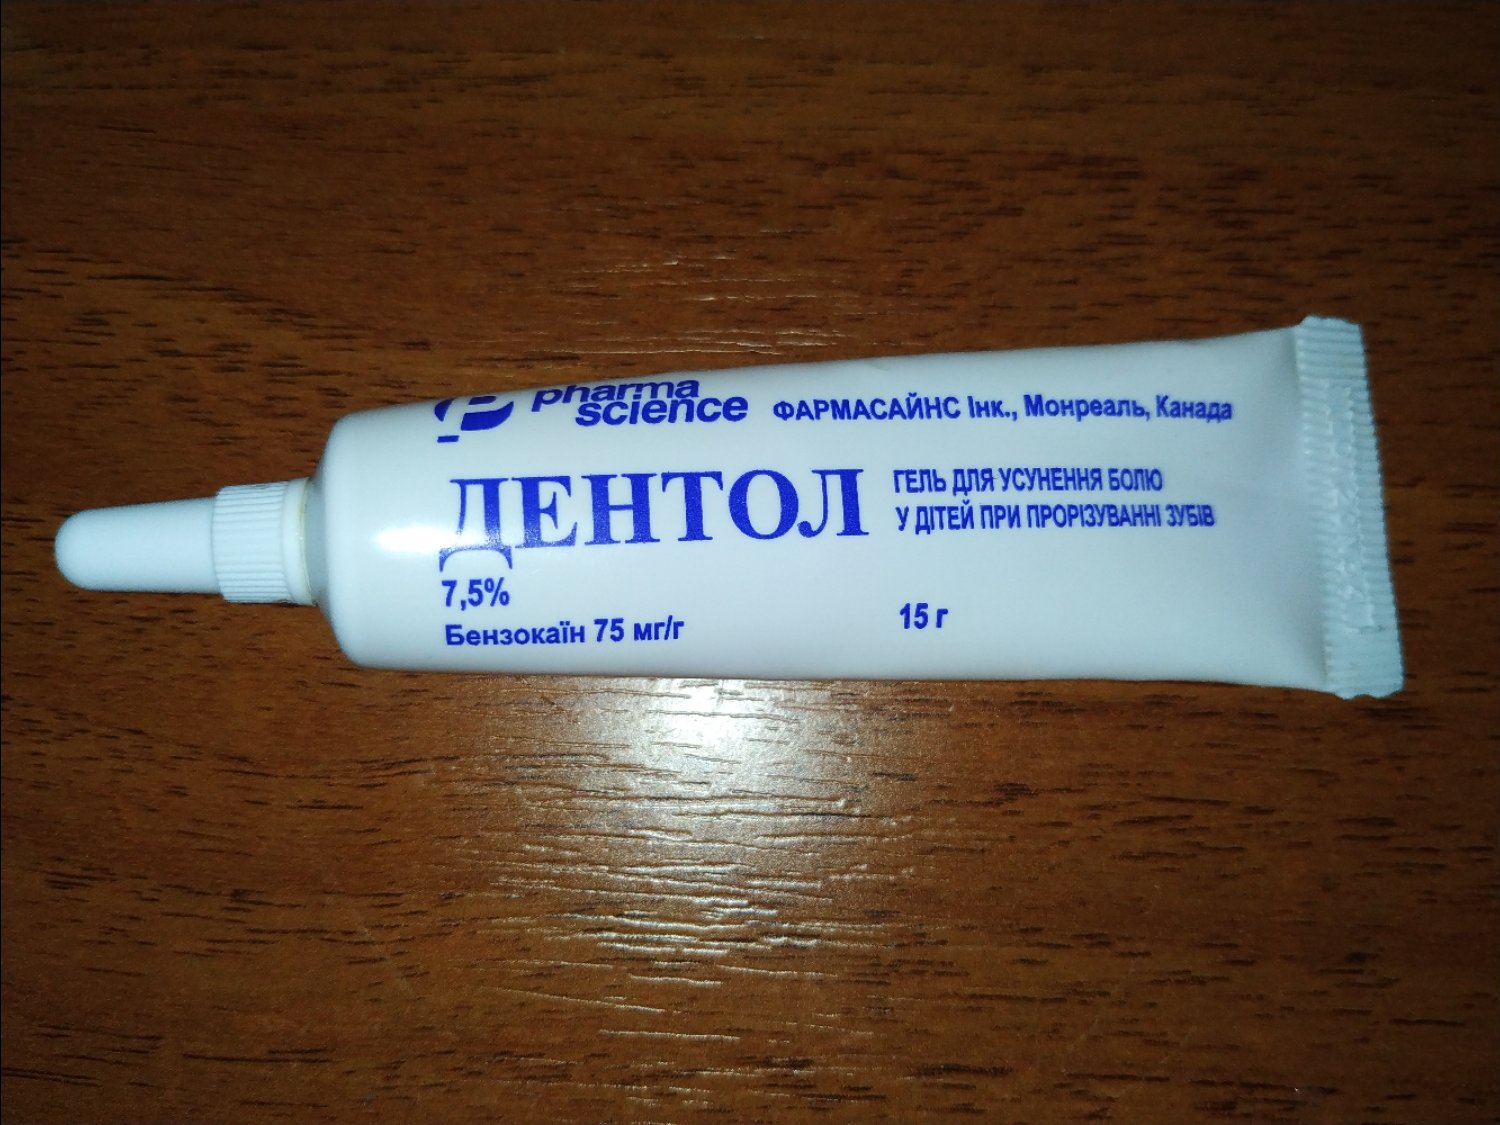 pharma
science
ФАРМАСАЙНС Інк., Монреаль, Канада
ДЕНТОЛ
ГЕЛЬ ДЛЯ УСУНЕННЯ БОЛЮ
У ДІТЕЙ ПРИ ПРОРІЗУВАННІ ЗУБІВ
7,5%
Бензокаїн 75 мг/г
15 г